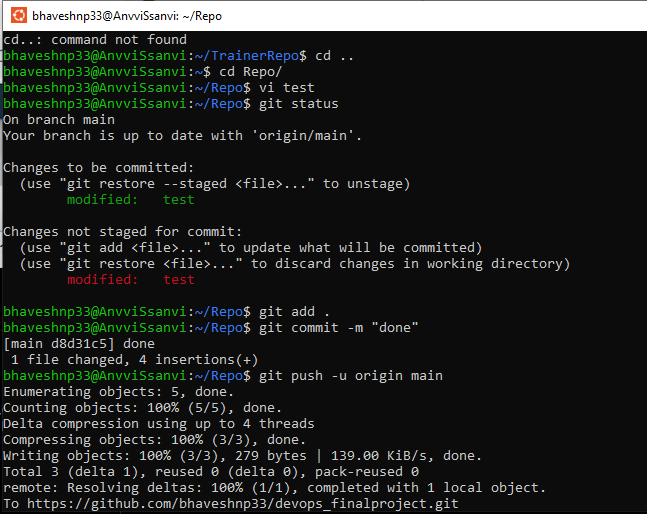 bhaveshnp33@AnvviSsanvi: ~/Repo
cd..: command not found
bhaveshnp33@AnvviSsanvi:~/TrainerRepo$ cd ..
bhaveshnp33@AnvviSsanvi:~$ cd Repo/
bhaveshnp33@AnvviSsanvi:~/Repo$ vi test
bhaveshnp33@AnvviSsanvi:~/Repo$ git status
On branch main
Your branch is up to date with 'origin/main'.

Changes to be committed:
  (use "git restore --staged <file>..." to unstage)
        modified:   test

Changes not staged for commit:
  (use "git add <file>..." to update what will be committed)
  (use "git restore <file>..." to discard changes in working directory)
        modified:   test

bhaveshnp33@AnvviSsanvi:~/Repo$ git add .
bhaveshnp33@AnvviSsanvi:~/Repo$ git commit -m "done"
[main d8d31c5] done
 1 file changed, 4 insertions(+)
bhaveshnp33@AnvviSsanvi:~/Repo$ git push -u origin main
Enumerating objects: 5, done.
Counting objects: 100% (5/5), done.
Delta compression using up to 4 threads
Compressing objects: 100% (3/3), done.
Writing objects: 100% (3/3), 279 bytes | 139.00 KiB/s, done.
Total 3 (delta 1), reused 0 (delta 0), pack-reused 0
remote: Resolving deltas: 100% (1/1), completed with 1 local object.
To https://github.com/bhaveshnp33/devops_finalproject.git